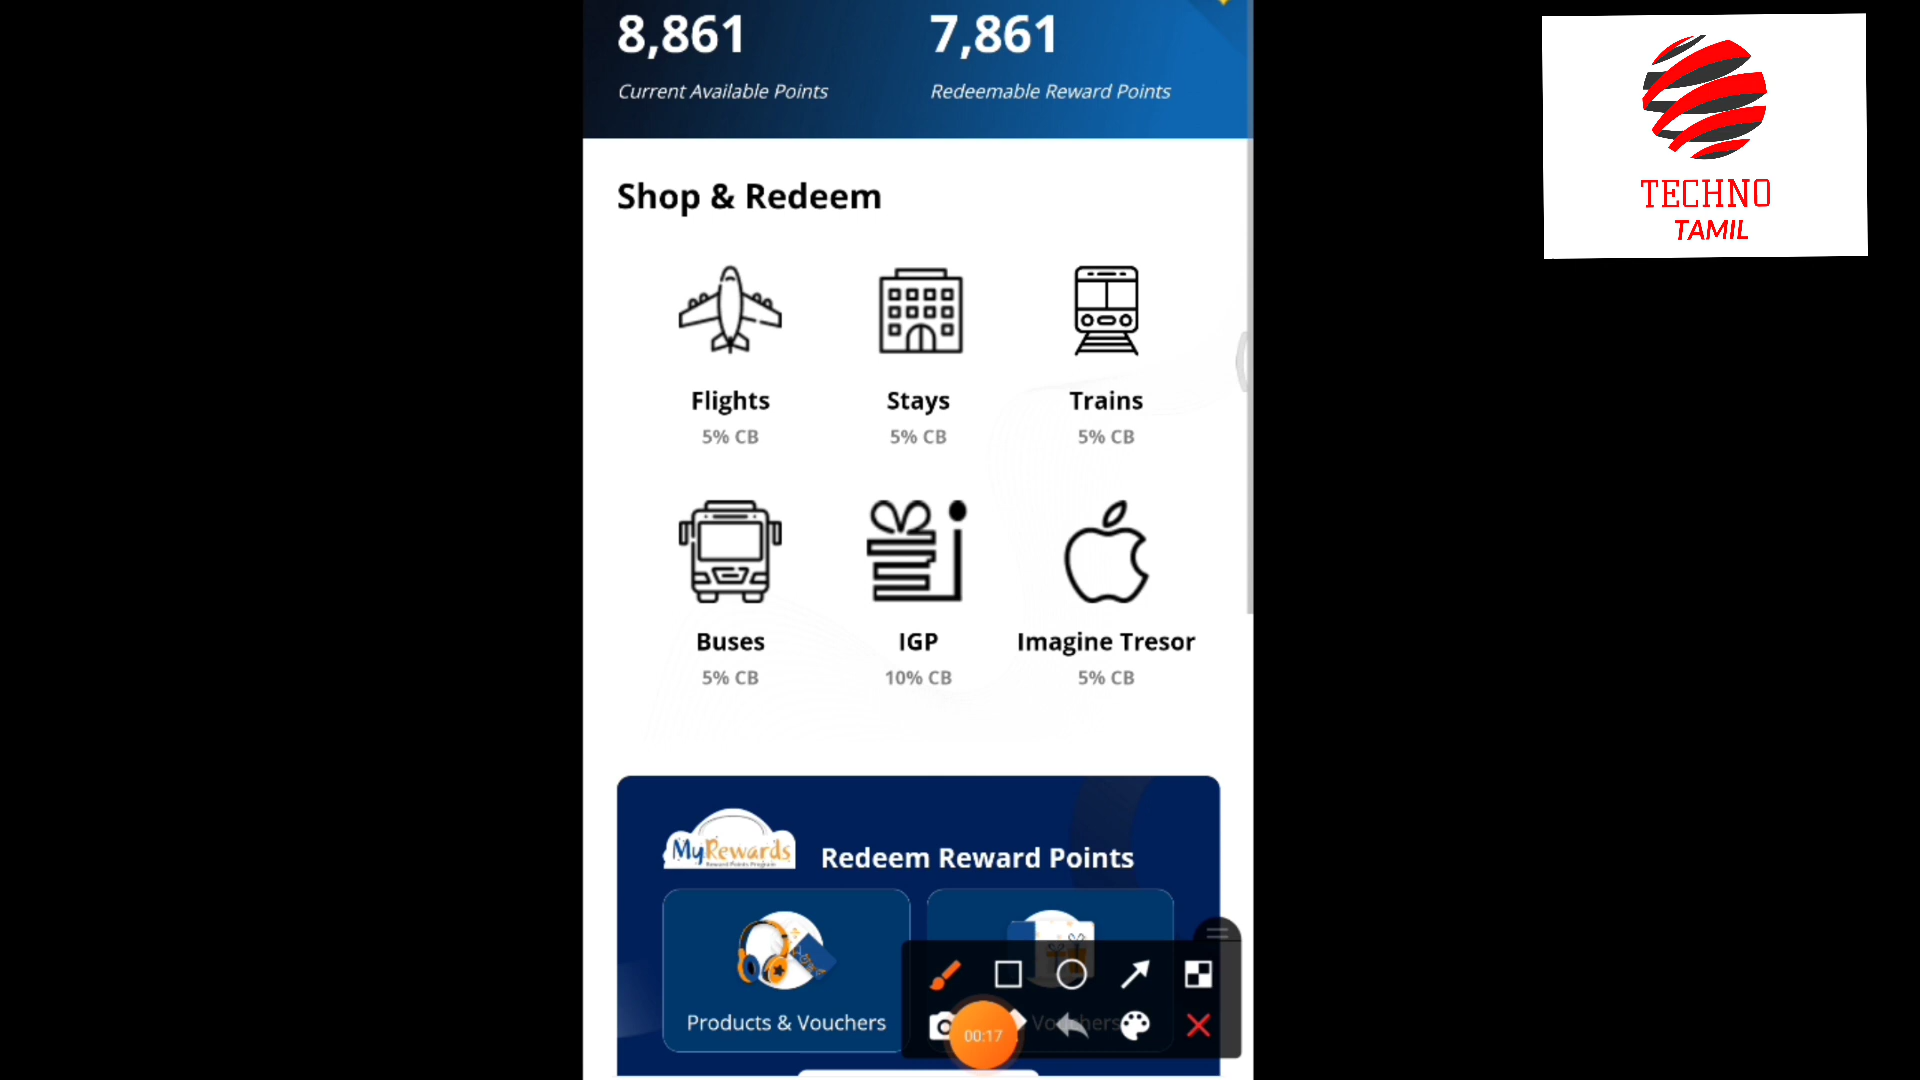 8,861
7,861
Current Available Points
Redeemable Reward Points
TECHNO
TAMIL
Shop & Redeem
Flights
Stays
Trains
5% CB
5% CB
5% CB
Buses
IGP
Imagine Tresor
5% CB
10% CB
5% CB
MyRewards
Reward Points Program
Redeem Reward Points
Products & Vouchers
Vouchers
00:17